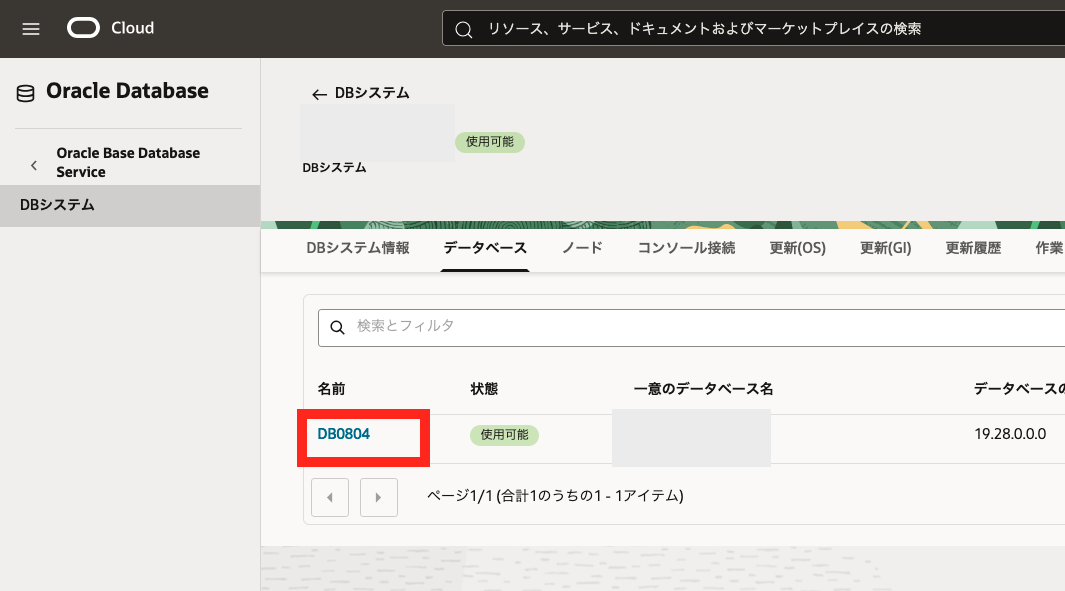 Cloud
リソース、サービス、ドキュメントおよびマーケットプレイスの検索
Oracle Database
Oracle Base Database
Service
DBシステム
← DBシステム
使用可能
DBシステム
DBシステム情報 データベース ノード コンソール接続 更新(OS) 更新(GI) 更新履歴 作業
検索とフィルタ
名前 状態 一意のデータベース名 データベースの
DB0804 使用可能 19.28.0.0.0
ページ1/1 (合計1のうちの1 - 1アイテム)